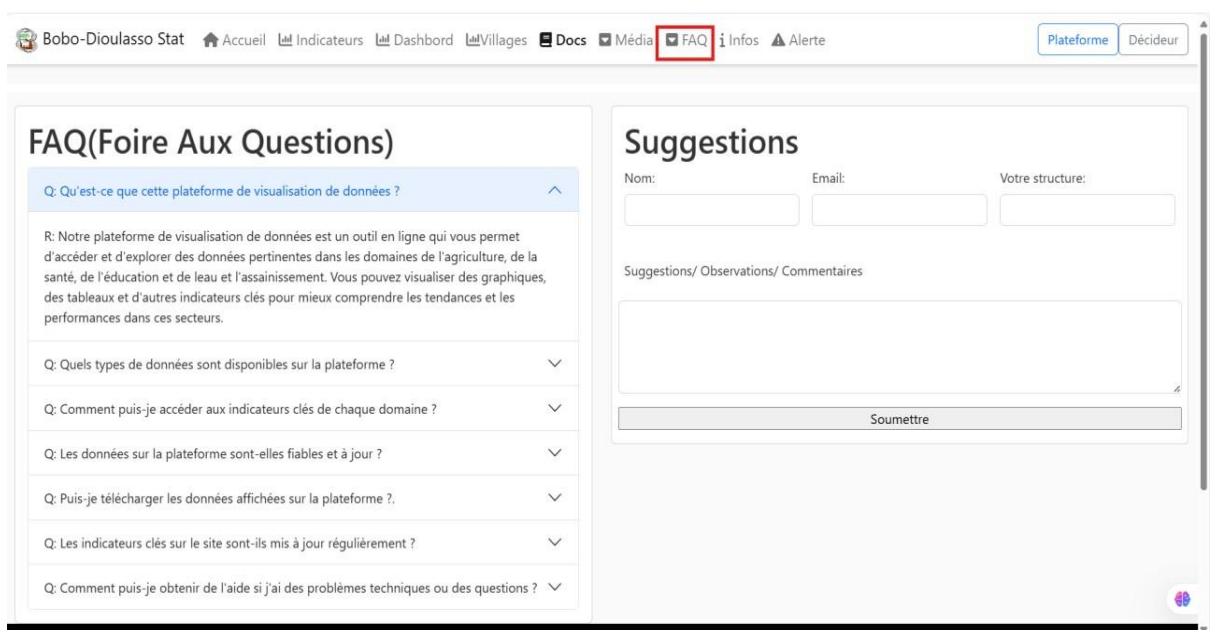 Bobo-Dioulasso Stat Accueil Indicateurs Dashbord Villages Docs Média FAQ Infos Alerte Plateforme Décideur
FAQ(Foire Aux Questions)
Q: Qu'est-ce que cette plateforme de visualisation de données ?
R: Notre plateforme de visualisation de données est un outil en ligne qui vous permet
d'accéder et d'explorer des données pertinentes dans les domaines de l'agriculture, de la
santé, de l'éducation et de leau et l'assainissement. Vous pouvez visualiser des graphiques,
des tableaux et d'autres indicateurs clés pour mieux comprendre les tendances et les
performances dans ces secteurs.
Q: Quels types de données sont disponibles sur la plateforme ?
Q: Comment puis-je accéder aux indicateurs clés de chaque domaine ?
Q: Les données sur la plateforme sont-elles fiables et à jour ?
Q: Puis-je télécharger les données affichées sur la plateforme ?.
Q: Les indicateurs clés sur le site sont-ils mis à jour régulièrement ?
Q: Comment puis-je obtenir de l'aide si j'ai des problèmes techniques ou des questions ?
Suggestions
Nom: Email: Votre structure:
Suggestions/ Observations/ Commentaires
Soumettre